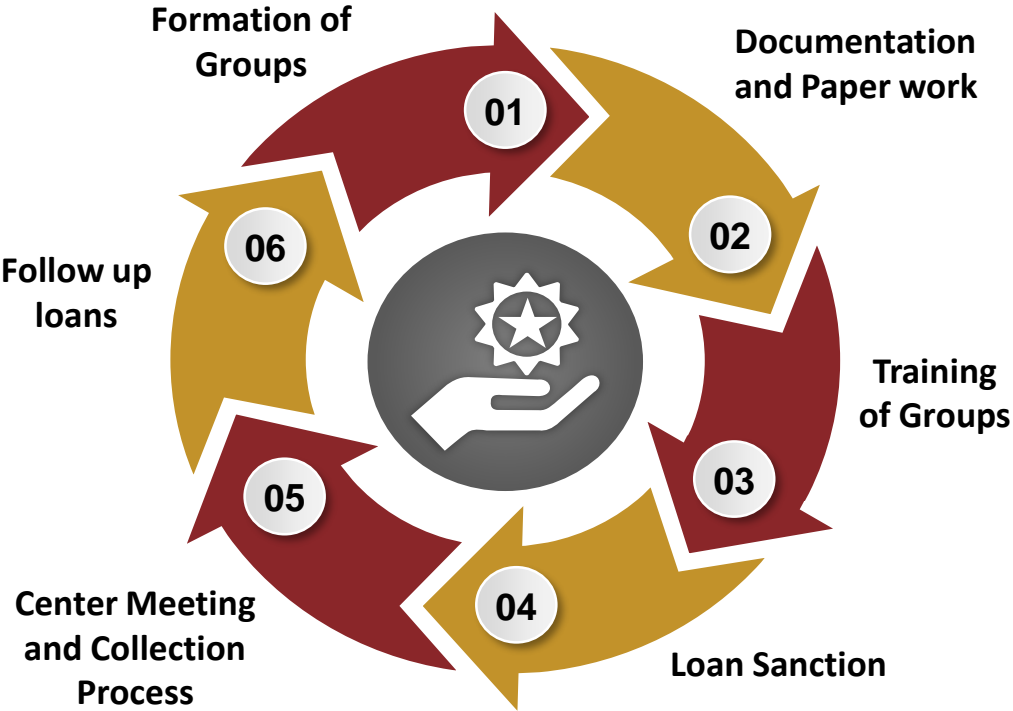 Formation of
Groups
01
Documentation
and Paper work
02
Training
of Groups
03
Loan Sanction
04
Center Meeting
and Collection
Process
05
Follow up
loans
06